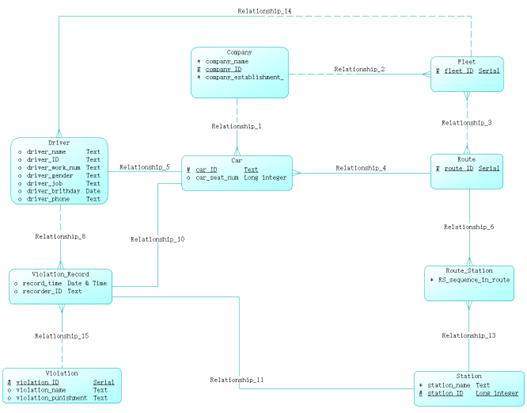 Relationship_14
Company
* company_name
# company_ID
* company_establishment_
Fleet
# fleet_ID Serial
Relationship_2
Relationship_1
Relationship_3
Driver
o driver_name Text
o driver_ID Text
o driver_work_num Text
o driver_gender Text
o driver_job Text
o driver_brithday Date
o driver_phone Text
Relationship_5
Car
# car_ID Text
o car_seat_num Long integer
Relationship_4
Route
# route_ID Serial
Relationship_8
Relationship_10
Relationship_6
Violation_Record
o record_time Date & Time
o recorder_ID Text
Route_Station
* RS_sequence_in_route
Relationship_15
Relationship_13
Violation
# violation_ID Serial
o violation_name Text
o violation_punishment Text
Relationship_11
Station
* station_name Text
# station_ID Long integer